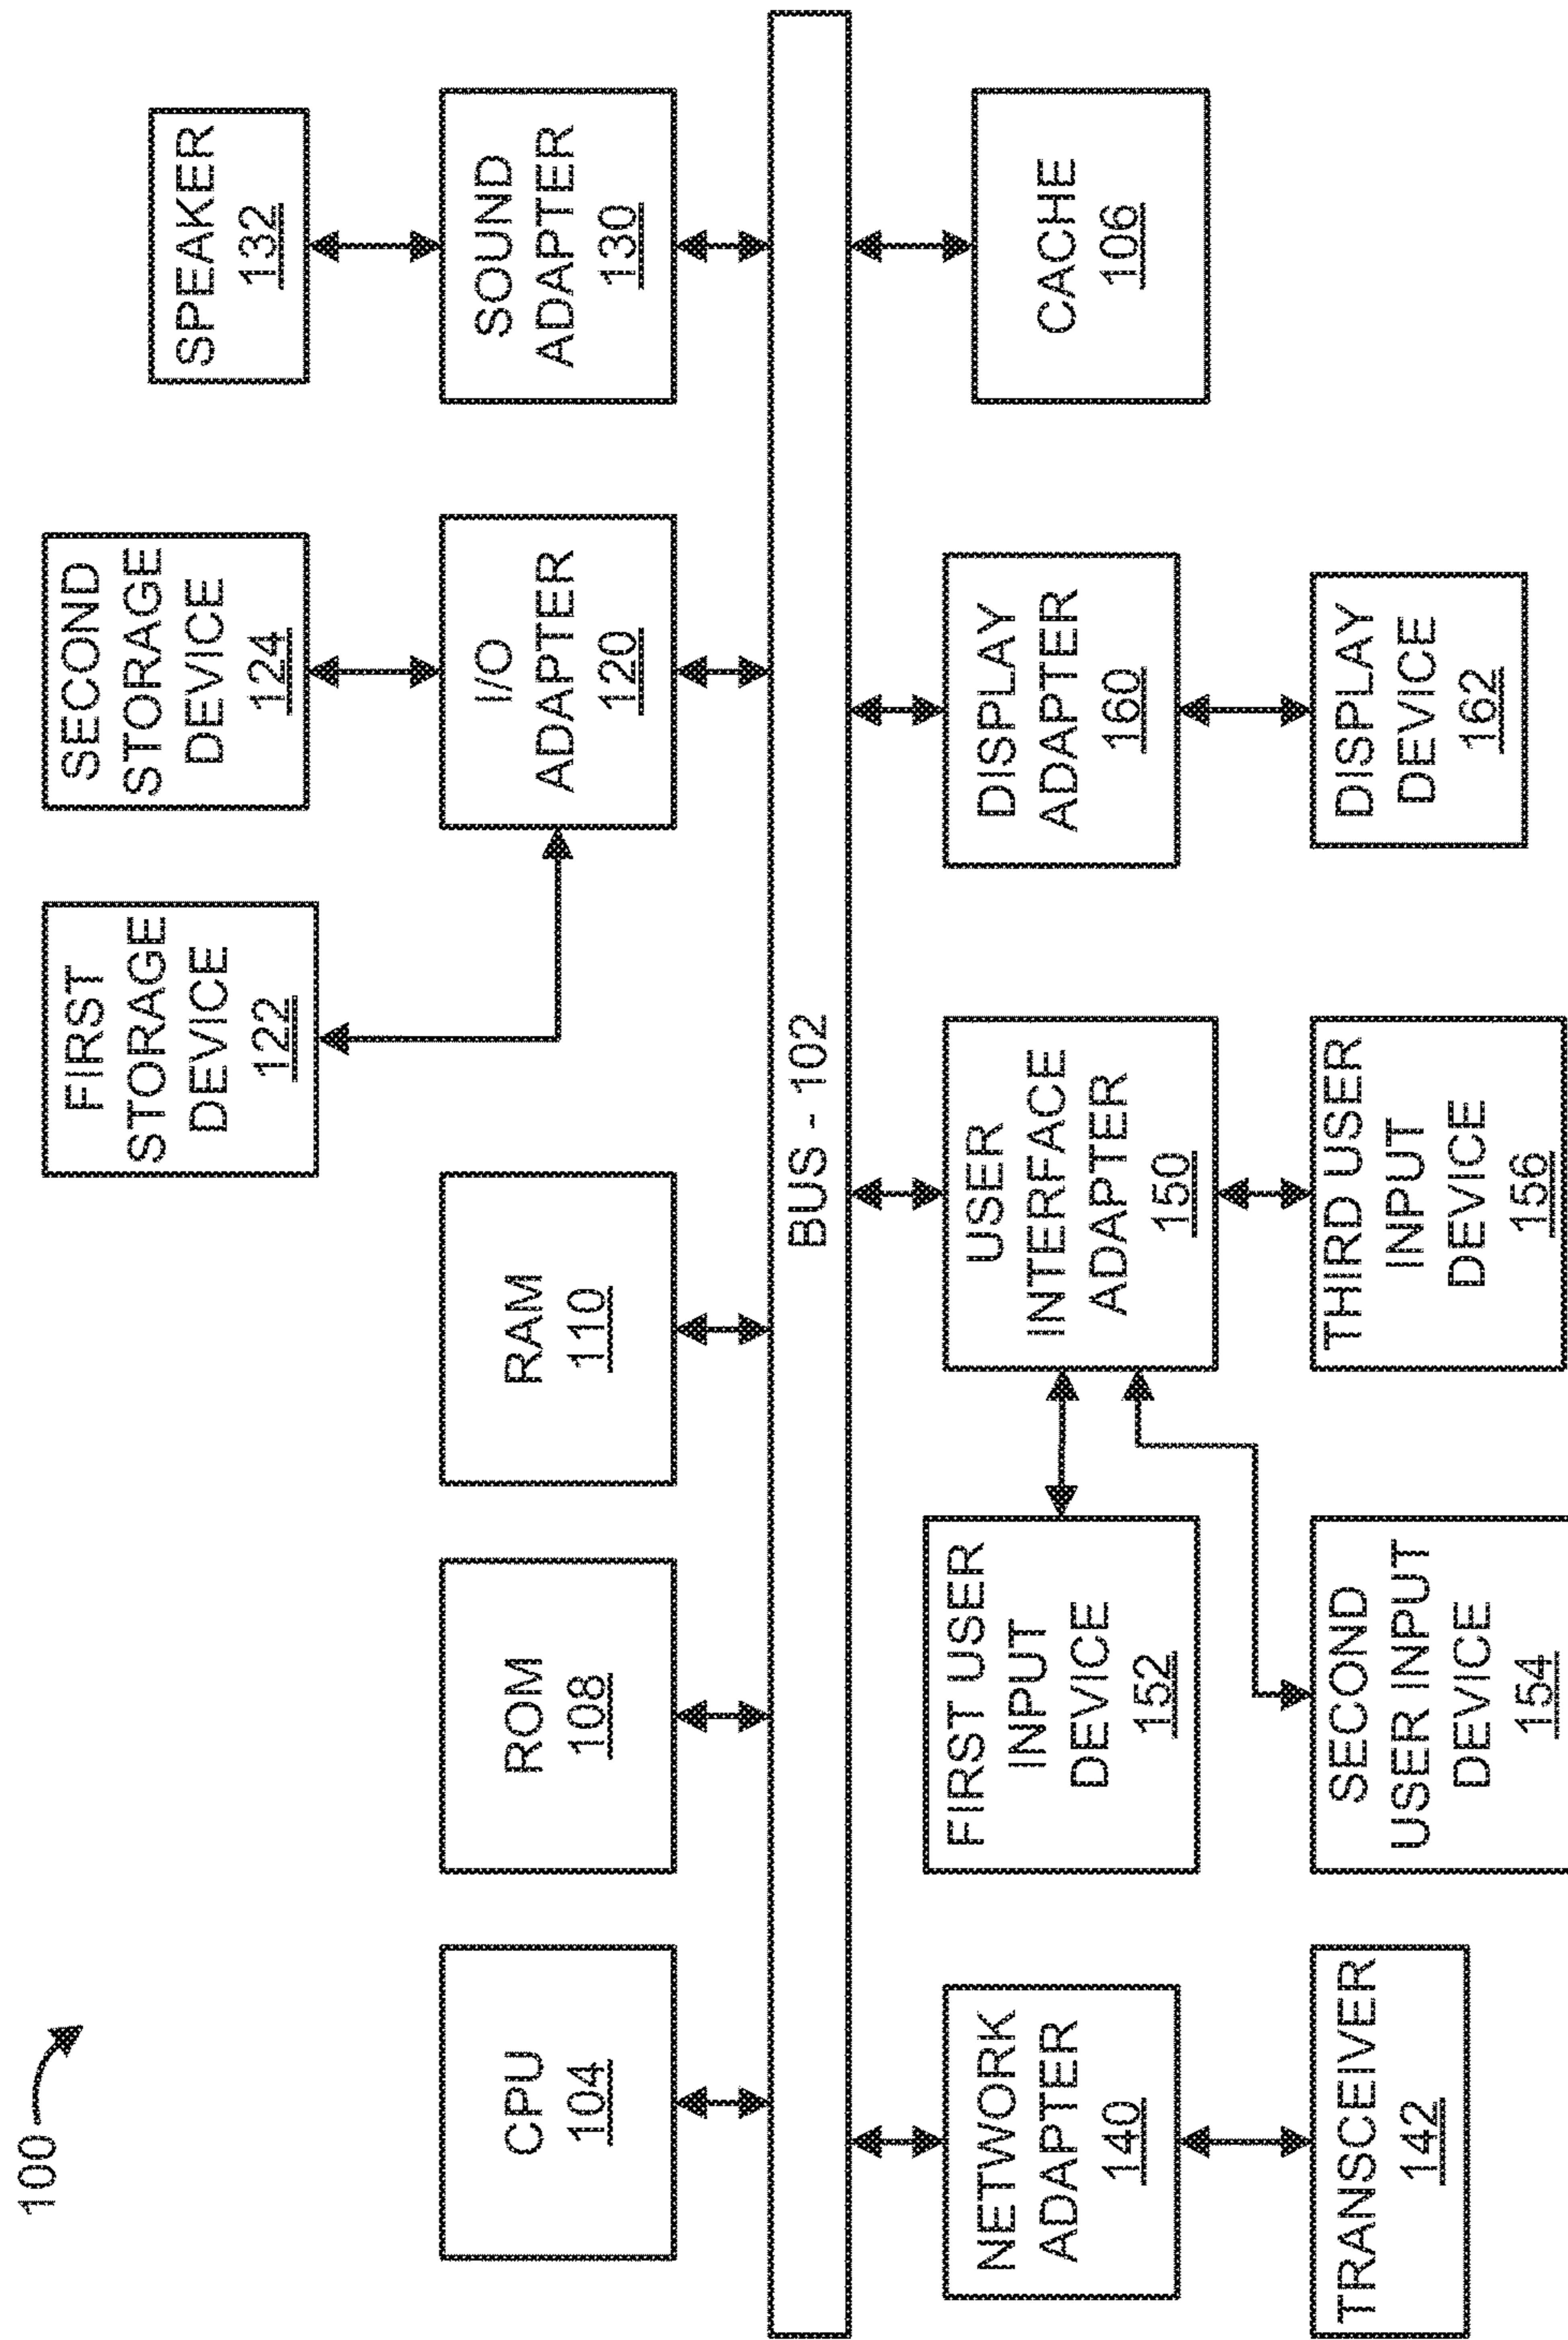 100
FIRST
STORAGE
DEVICE
122
SECOND
STORAGE
DEVICE
124
SPEAKER
132
CPU
104
ROM
108
RAM
110
I/O
ADAPTER
120
SOUND
ADAPTER
130
BUS - 102
NETWORK
ADAPTER
140
FIRST USER
INPUT
DEVICE
152
USER
INTERFACE
ADAPTER
150
DISPLAY
ADAPTER
160
CACHE
106
TRANSCEIVER
142
SECOND
USER INPUT
DEVICE
154
THIRD USER
INPUT
DEVICE
156
DISPLAY
DEVICE
162